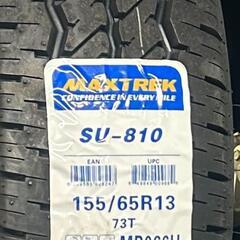 MAXTREK
CONFIDENCE IN EVERY MILE
SU-810
EAN UPC
155/65R13
73T